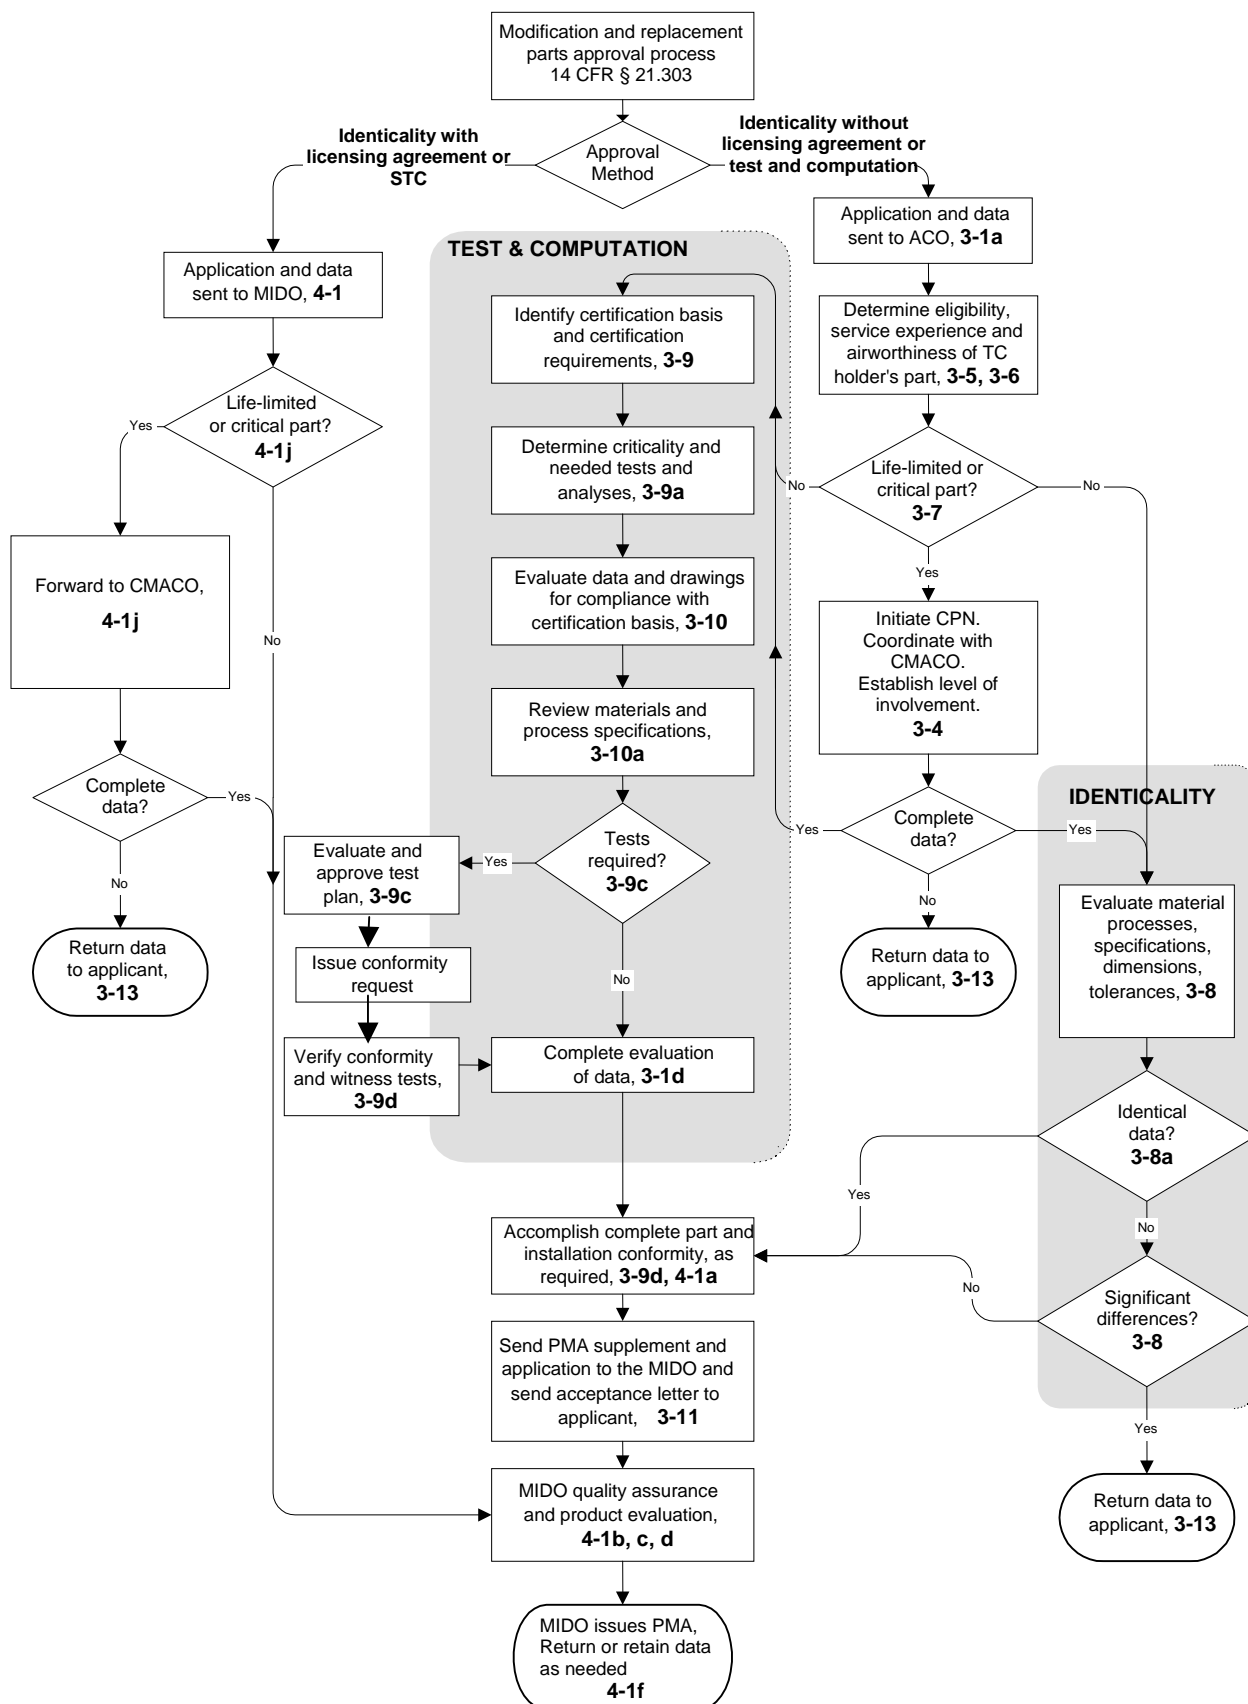 Modification and replacement
parts approval process
14 CFR § 21.303
Identicality with
licensing agreement or
STC
Approval
Method
Identicality without
licensing agreement or
test and computation
Application and data
sent to MIDO, 4-1
Life-limited
or critical part?
4-1j
Yes
No
Forward to CMACO,
4-1j
Complete
data?
Yes
No
Return data
to applicant,
3-13
TEST & COMPUTATION
Identify certification basis
and certification
requirements, 3-9
Determine criticality and
needed tests and
analyses, 3-9a
Evaluate data and drawings
for compliance with
certification basis, 3-10
Review materials and
process specifications,
3-10a
Tests
required?
3-9c
Yes
No
Evaluate and
approve test
plan, 3-9c
Issue conformity
request
Verify conformity
and witness tests,
3-9d
Complete evaluation
of data, 3-1d
Application and data
sent to ACO, 3-1a
Determine eligibility,
service experience and
airworthiness of TC
holder's part, 3-5, 3-6
Life-limited or
critical part?
3-7
No
No
Yes
Initiate CPN.
Coordinate with
CMACO.
Establish level of
involvement.
3-4
Complete
data?
Yes
Yes
No
Return data to
applicant, 3-13
IDENTICALITY
Evaluate material
processes,
specifications,
dimensions,
tolerances, 3-8
Identical
data?
3-8a
Yes
No
Significant
differences?
3-8
No
Yes
Return data to
applicant, 3-13
Accomplish complete part and
installation conformity, as
required, 3-9d, 4-1a
Send PMA supplement and
application to the MIDO and
send acceptance letter to
applicant, 3-11
MIDO quality assurance
and product evaluation,
4-1b, c, d
MIDO issues PMA,
Return or retain data
as needed
4-1f